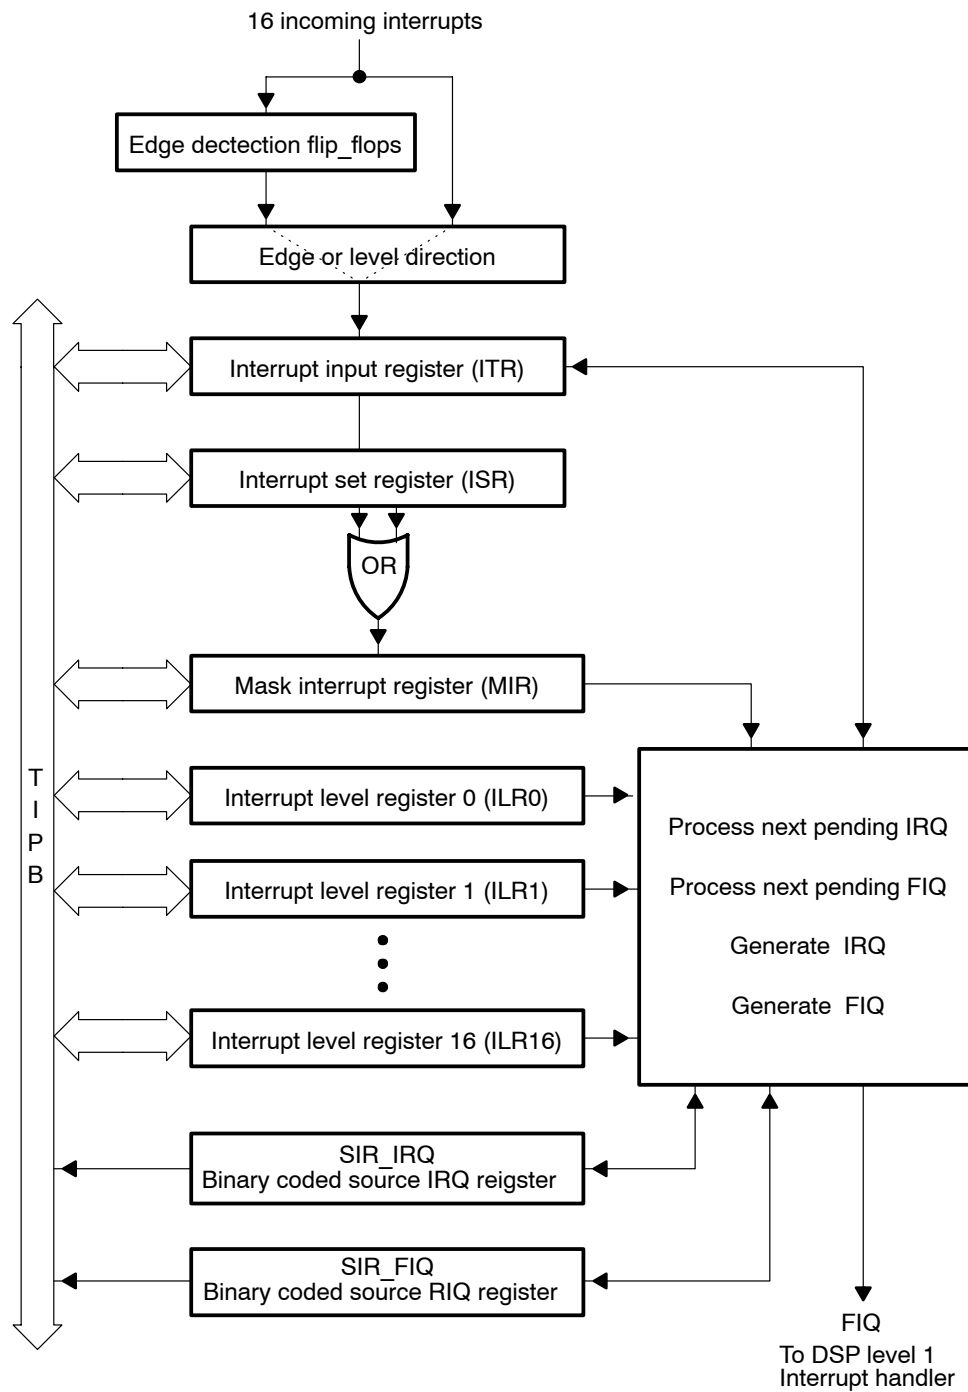 16 incoming interrupts
Edge dectection flip_flops
Edge or level direction
Interrupt input register (ITR)
Interrupt set register (ISR)
OR
Mask interrupt register (MIR)
T
I
P
B
Interrupt level register 0 (ILR0)
Interrupt level register 1 (ILR1)
Interrupt level register 16 (ILR16)
Process next pending IRQ
Process next pending FIQ
Generate IRQ
Generate FIQ
SIR_IRQ
Binary coded source IRQ reigster
SIR_FIQ
Binary coded source RIQ register
FIQ
To DSP level 1
Interrupt handler